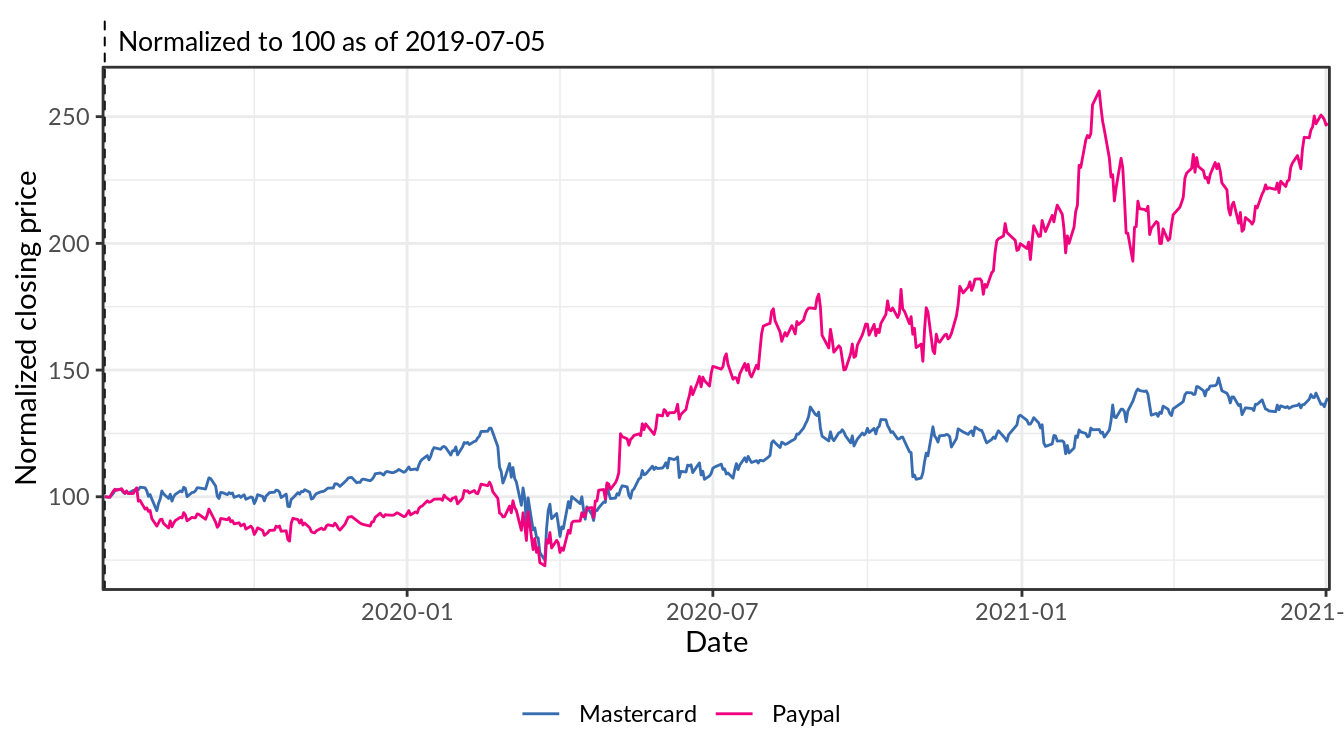 Normalized to 100 as of 2019-07-05
Normalized closing price
250
200
150
100
2020-01
2020-07
2021-01
2021-
Date
Mastercard
Paypal